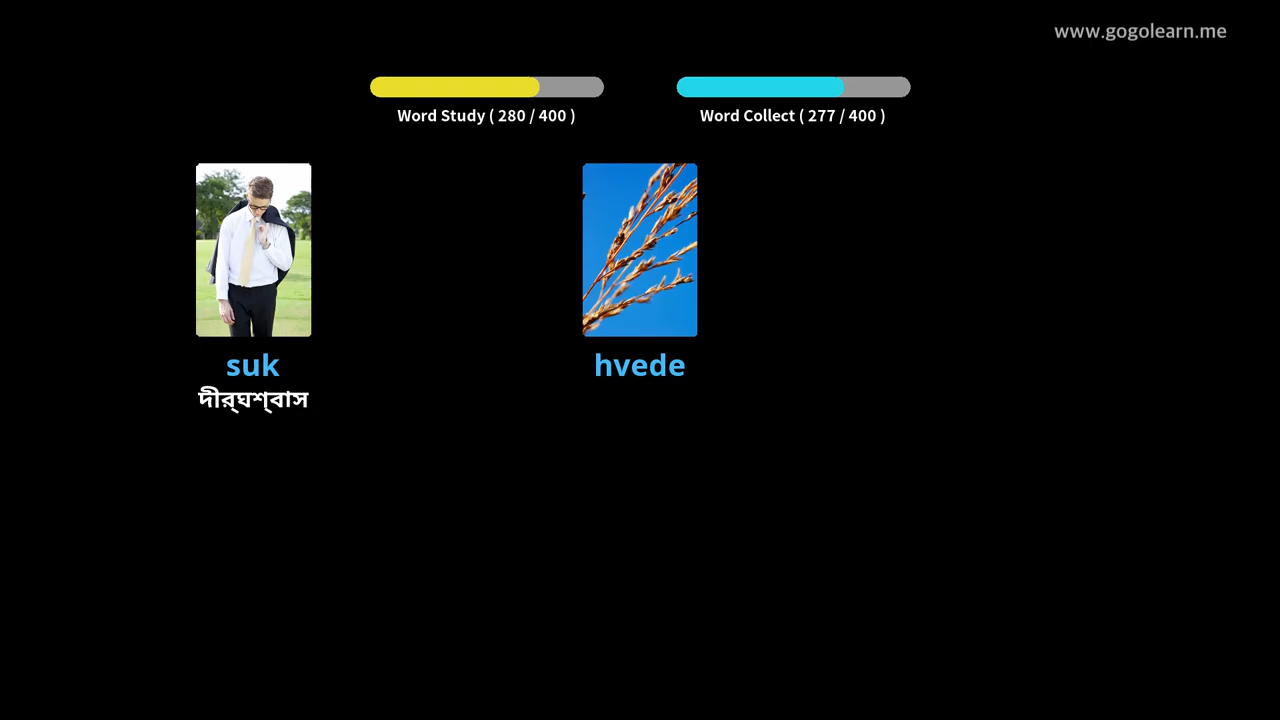 www.gogolearn.me
Word Study ( 280 / 400 )
Word Collect ( 277 / 400 )
suk
hvede
দীর্ঘশ্বাস